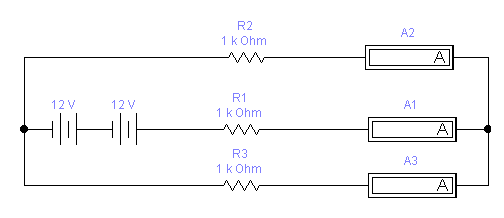 R2
1 k Ohm
A2
A
12 V
12 V
R1
1 k Ohm
A1
A
R3
1 k Ohm
A3
A